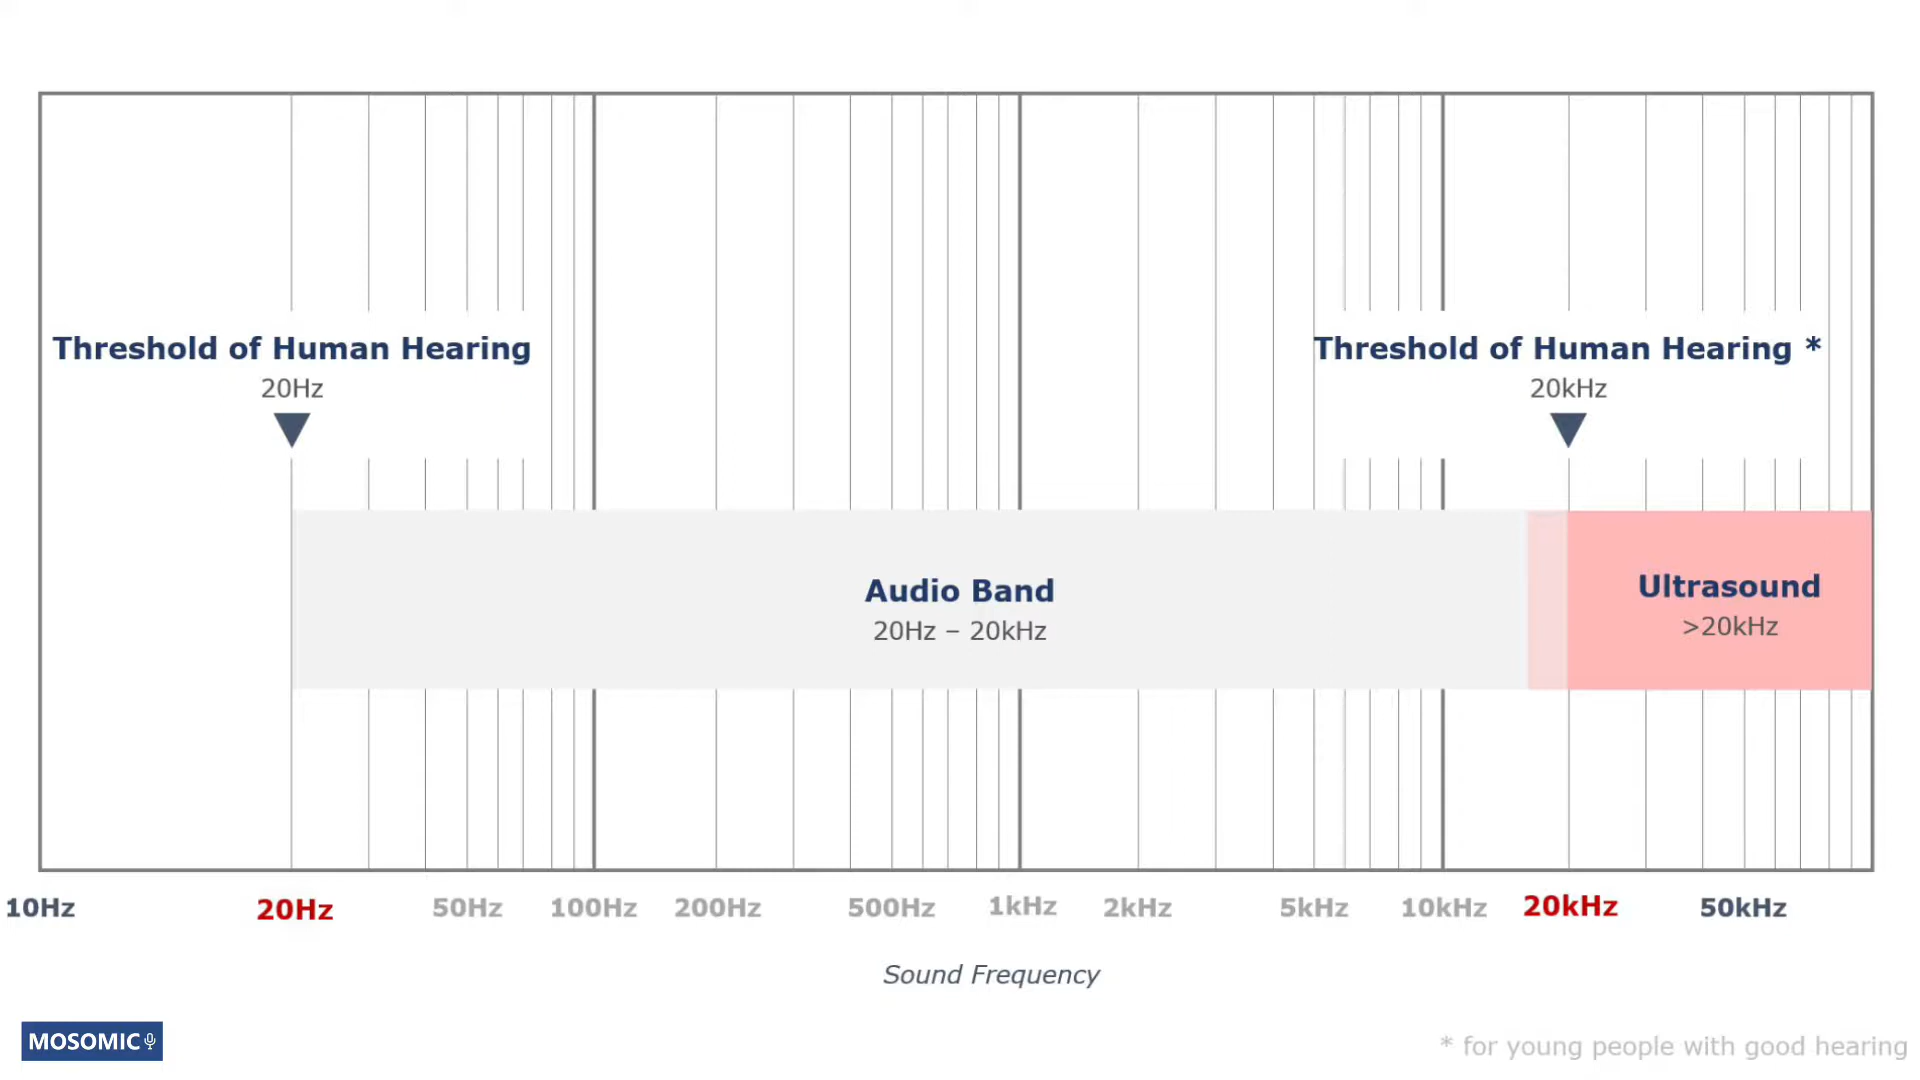 Threshold of Human Hearing
20Hz
Threshold of Human Hearing *
20kHz
Audio Band
20Hz – 20kHz
Ultrasound
>20kHz
10Hz 20Hz 50Hz 100Hz 200Hz 500Hz 1kHz 2kHz 5kHz 10kHz 20kHz 50kHz
Sound Frequency
MOSOMIC
* for young people with good hearing